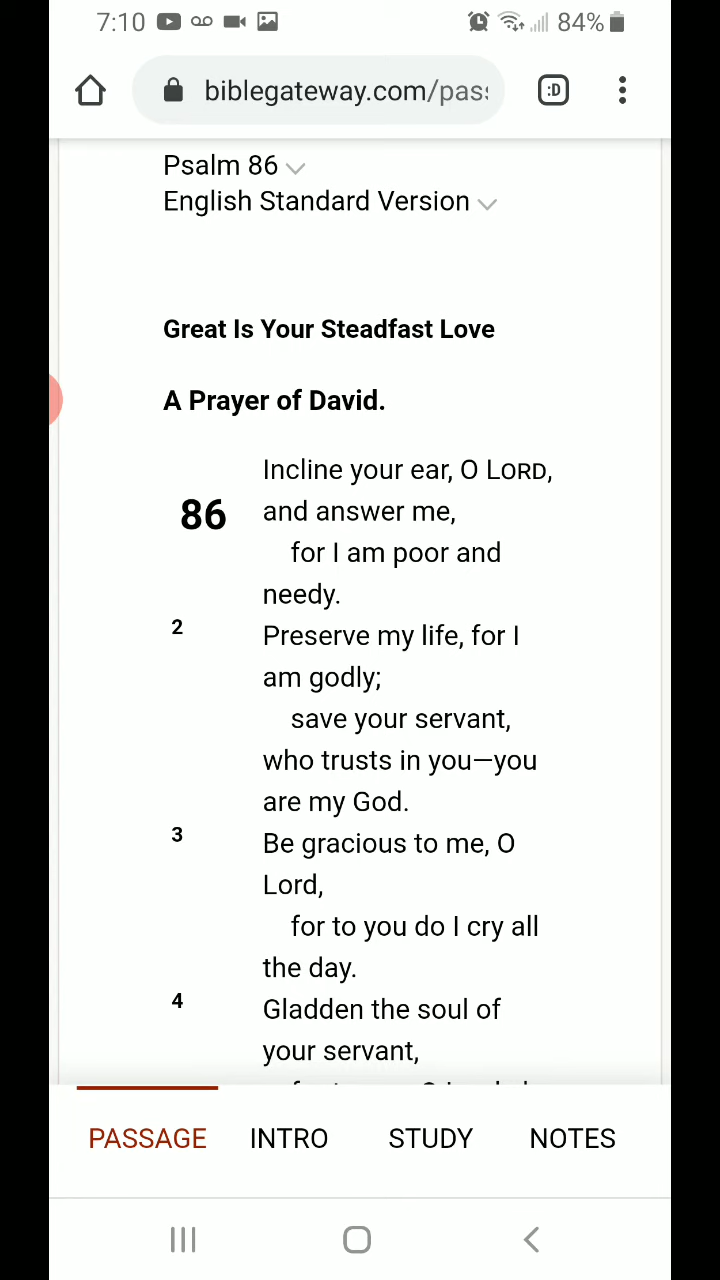 7:10 84%
biblegateway.com/pas
:D
Psalm 86
English Standard Version
Great Is Your Steadfast Love
A Prayer of David.
86 Incline your ear, O LORD,
and answer me,
for I am poor and
needy.
2 Preserve my life, for I
am godly;
save your servant,
who trusts in you—you
are my God.
3 Be gracious to me, O
Lord,
for to you do I cry all
the day.
4 Gladden the soul of
your servant,
PASSAGE INTRO STUDY NOTES